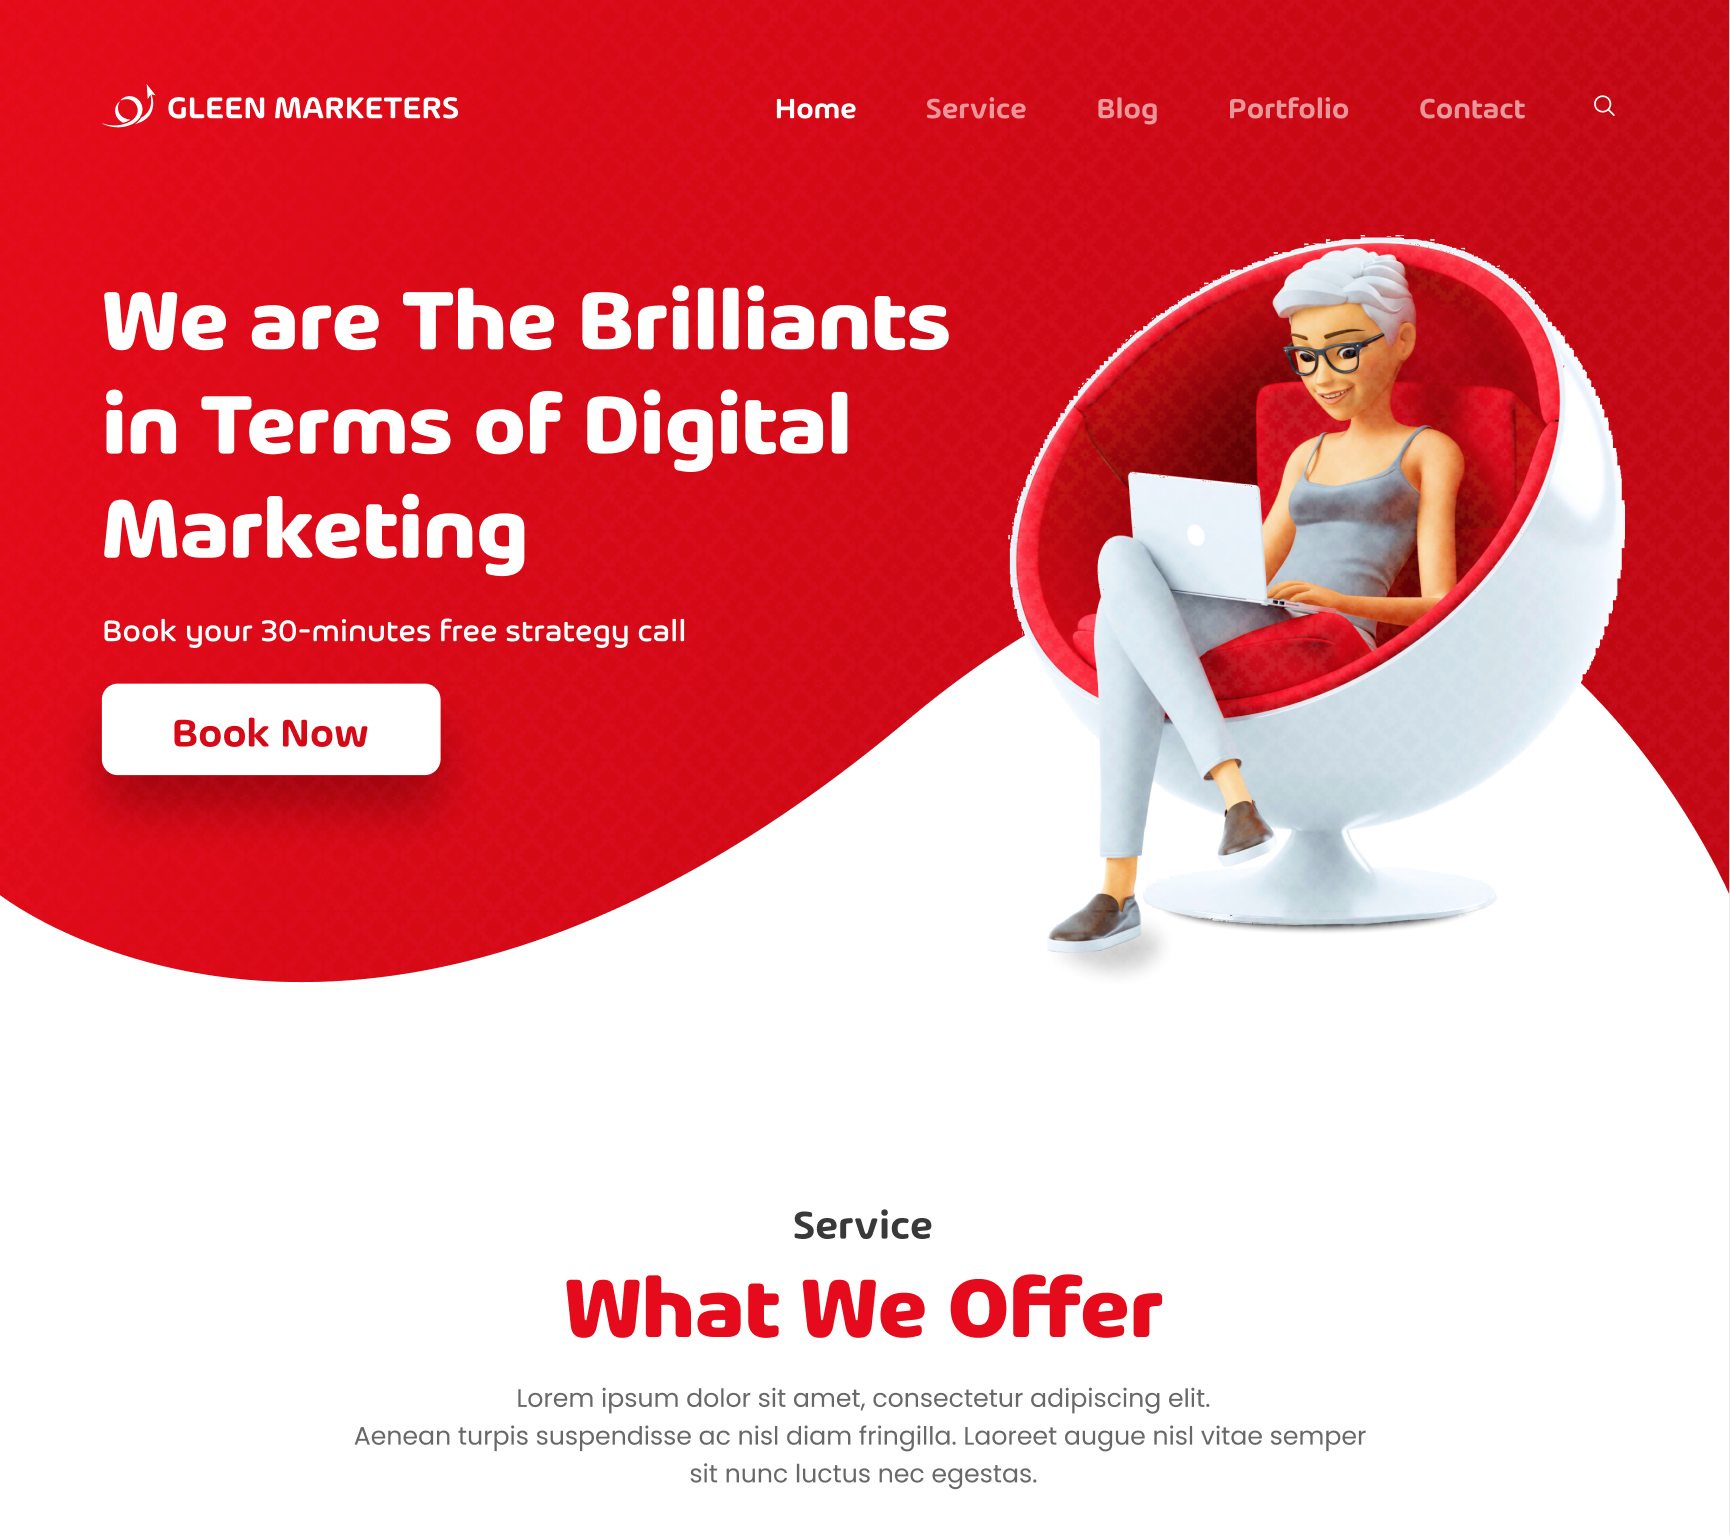 GLEEN MARKETERS
Home Service Blog Portfolio Contact
We are The Brilliants
in Terms of Digital
Marketing
Book your 30-minutes free strategy call
Book Now
Service
What We Offer
Lorem ipsum dolor sit amet, consectetur adipiscing elit.
Aenean turpis suspendisse ac nisl diam fringilla. Laoreet augue nisl vitae semper
sit nunc luctus nec egestas.